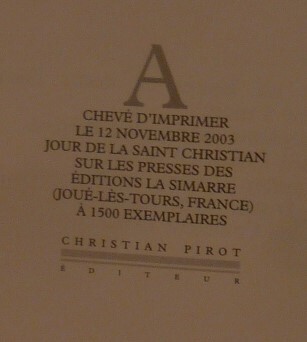 A
CHEVÈ D'IMPRIMER
LE 12 NOVEMBRE 2003
JOUR DE LA SAINT CHRISTIAN
SUR LES PRESSES DES
ÉDITIONS LA SIMARRE
(JOUÉ-LÈS-TOURS, FRANCE)
À 1500 EXEMPLAIRES
CHRISTIAN PIROT
ÉDITEUR